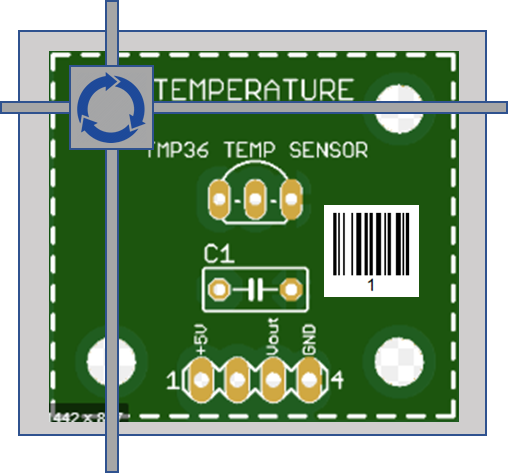 TEMPERATURE
TMP36 TEMP SENSOR
C1
1
+5V
Vout
GND
1
4